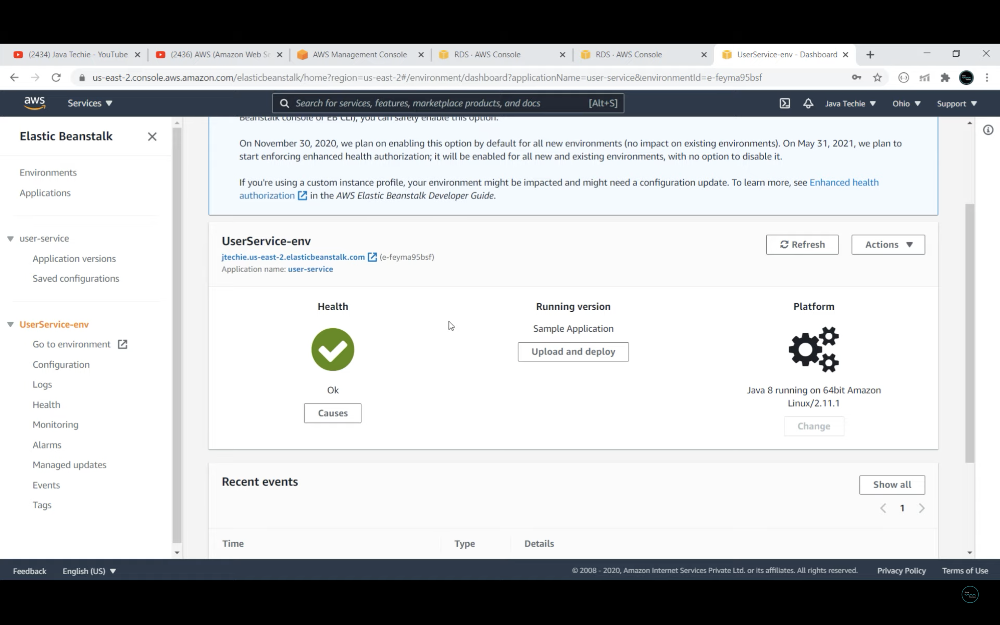 (2434) Java Techie - YouTube
(2436) AWS (Amazon Web Se
AWS Management Console
RDS · AWS Console
RDS · AWS Console
UserService-env - Dashboard
us-east-2.console.aws.amazon.com/elasticbeanstalk/home?region=us-east-2#/environment/dashboard?applicationName=user-service&environmentId=e-feyma95bsf
aws
Services
Search for services, features, marketplace products, and docs
[Alt+S]
Java Techie
Ohio
Support
Elastic Beanstalk
Environments
Applications
user-service
Application versions
Saved configurations
UserService-env
Go to environment
Configuration
Logs
Health
Monitoring
Alarms
Managed updates
Events
Tags
Beanstalk console or EB CLI), you can safely enable this option.
On November 30, 2020, we plan on enabling this option by default for all new environments (no impact on existing environments). On May 31, 2021, we plan to
start enforcing enhanced health authorization; it will be enabled for all new and existing environments, with no option to disable it.
If you're using a custom instance profile, your environment might be impacted and might need a configuration update. To learn more, see Enhanced health
authorization in the AWS Elastic Beanstalk Developer Guide.
UserService-env
jtechie.us-east-2.elasticbeanstalk.com (e-feyma95bsf)
Application name: user-service
Refresh
Actions
Health
Ok
Causes
Running version
Sample Application
Upload and deploy
Platform
Java 8 running on 64bit Amazon
Linux/2.11.1
Change
Recent events
Show all
1
Time
Type
Details
Feedback
English (US)
© 2008 - 2020, Amazon Internet Services Private Ltd. or its affiliates. All rights reserved.
Privacy Policy
Terms of Use
Java
Techie